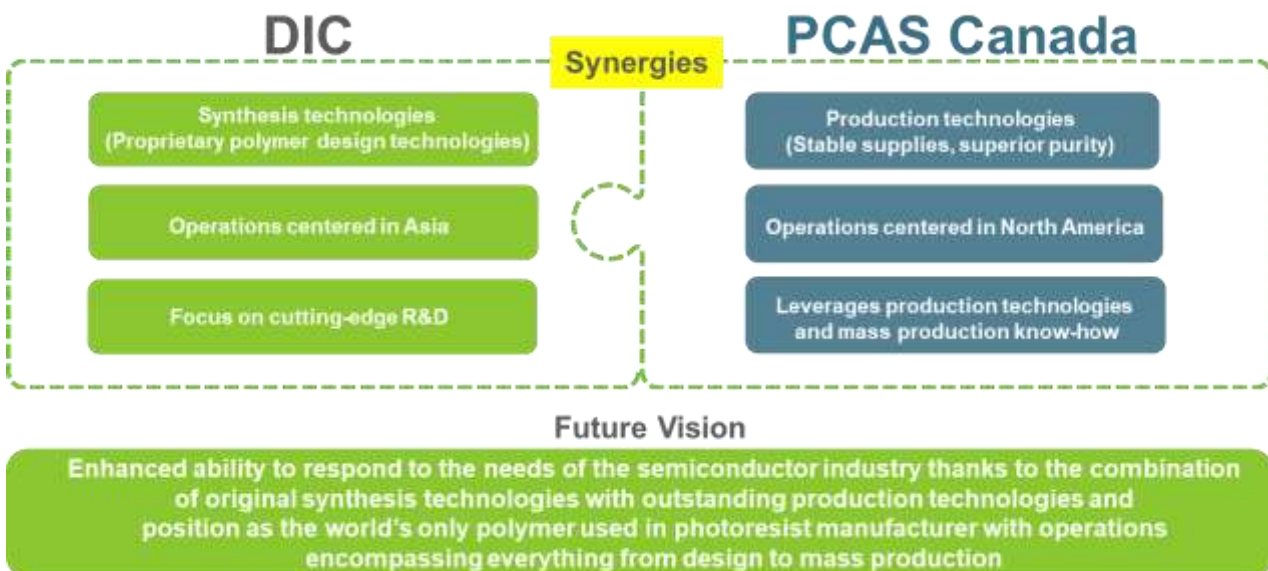 DIC
PCAS Canada
Synergies
Synthesis technologies
(Proprietary polymer design technologies)
Operations centered in Asia
Focus on cutting-edge R&D
Production technologies
(Stable supplies, superior purity)
Operations centered in North America
Leverages production technologies
and mass production know-how
Future Vision
Enhanced ability to respond to the needs of the semiconductor industry thanks to the combination
of original synthesis technologies with outstanding production technologies and
position as the world's only polymer used in photoresist manufacturer with operations
encompassing everything from design to mass production